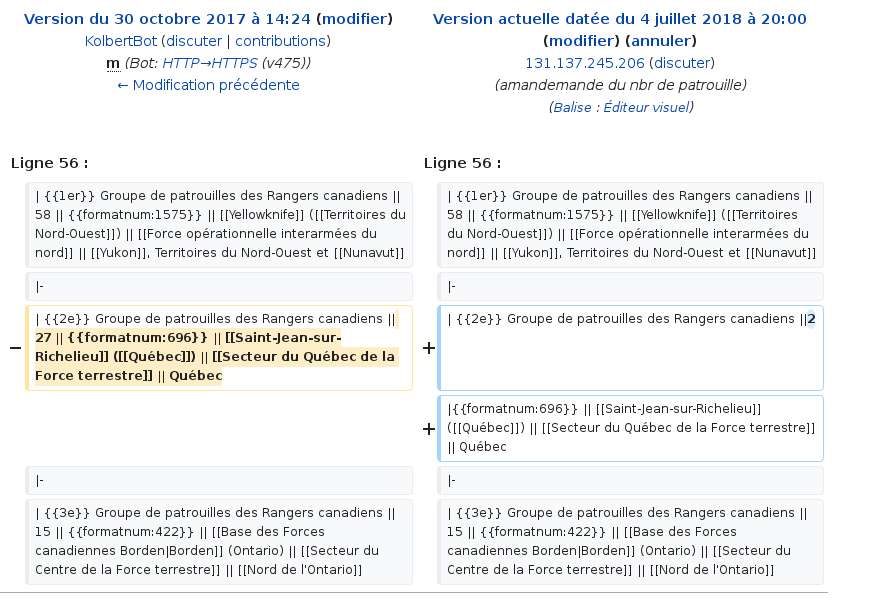 Version du 30 octobre 2017 à 14:24 (modifier)
KolbertBot (discuter | contributions)
m (Bot: HTTP→HTTPS (v475))
← Modification précédente
Version actuelle datée du 4 juillet 2018 à 20:00
(modifier) (annuler)
131.137.245.206 (discuter)
(amandemande du nbr de patrouille)
(Balise : Éditeur visuel)
Ligne 56 :
Ligne 56 :
| {{1er}} Groupe de patrouilles des Rangers canadiens ||
58 || {{formatnum:1575}} || [[Yellowknife]] ([[Territoires du
Nord-Ouest]]) || [[Force opérationnelle interarmées du
nord]] || [[Yukon]], Territoires du Nord-Ouest et [[Nunavut]]
| {{1er}} Groupe de patrouilles des Rangers canadiens ||
58 || {{formatnum:1575}} || [[Yellowknife]] ([[Territoires
du Nord-Ouest]]) || [[Force opérationnelle interarmées du
nord]] || [[Yukon]], Territoires du Nord-Ouest et [[Nunavut]]
|-
|-
−
| {{2e}} Groupe de patrouilles des Rangers canadiens ||
27 || {{formatnum:696}} || [[Saint-Jean-sur-
Richelieu]] ([[Québec]]) || [[Secteur du Québec de la
Force terrestre]] || Québec
+
| {{2e}} Groupe de patrouilles des Rangers canadiens ||2
+
|{{formatnum:696}} || [[Saint-Jean-sur-Richelieu]]
([[Québec]]) || [[Secteur du Québec de la Force terrestre]]
|| Québec
|-
|-
| {{3e}} Groupe de patrouilles des Rangers canadiens ||
15 || {{formatnum:422}} || [[Base des Forces
canadiennes Borden|Borden]] (Ontario) || [[Secteur du
Centre de la Force terrestre]] || [[Nord de l'Ontario]]
| {{3e}} Groupe de patrouilles des Rangers canadiens ||
15 || {{formatnum:422}} || [[Base des Forces
canadiennes Borden|Borden]] (Ontario) || [[Secteur du
Centre de la Force terrestre]] || [[Nord de l'Ontario]]